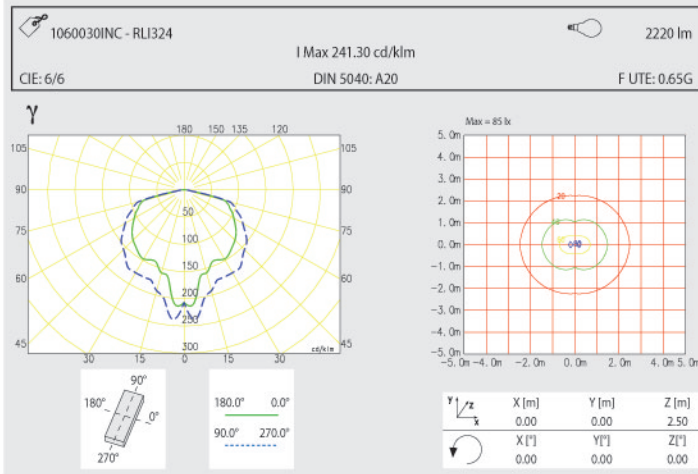 1060030INC - RLI324
2220 lm
I Max 241.30 cd/klm
CIE: 6/6
DIN 5040: A20
F UTE: 0.65G
γ
180 150 135 120
105
90
75
60
45
105
90
75
60
45
50
100
150
200
250
300
cd/klm
30 15 0 15 30
Max = 85 lx
5.0m
4.0m
3.0m
2.0m
1.0m
0.0m
-1.0m
-2.0m
-3.0m
-4.0m
-5.0m
-5.0m -4.0m -2.0m 0.0m 2.0m 4.0m 5.0m
20
90°
180°
0°
270°
180.0° 0.0°
90.0° 270.0°
Y Z X
X [m] Y [m] Z [m]
0.00 0.00 2.50
X [°] Y[°] Z[°]
0.00 0.00 0.00